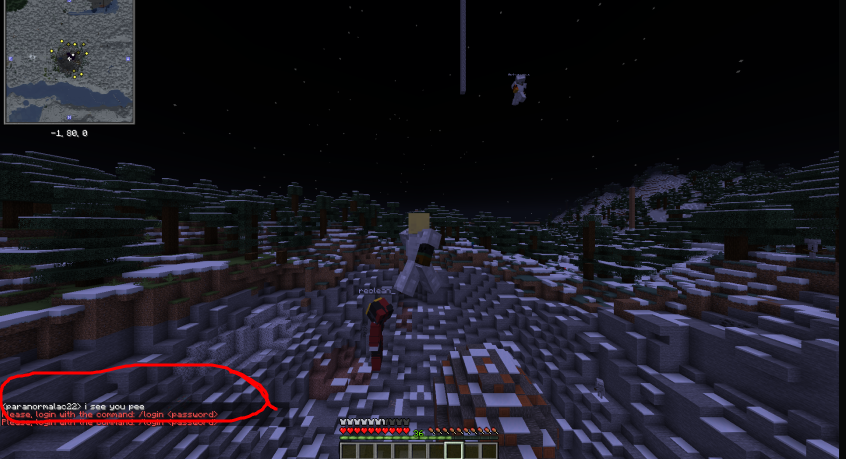 -1, 80, 0
reolean_
<paranormalac22> i see you pee
Please, login with the command: /login <password>
Please, login with the command: /login <password>